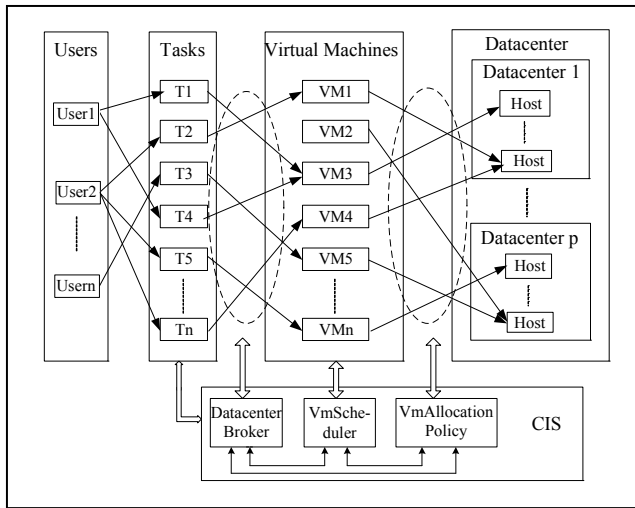 Users
Tasks
Virtual Machines
Datacenter
User1
User2
Usern
T1
T2
T3
T4
T5
Tn
VM1
VM2
VM3
VM4
VM5
VMn
Datacenter 1
Host
Host
Datacenter p
Host
Host
Datacenter
Broker
VmSche-
duler
VmAllocation
Policy
CIS